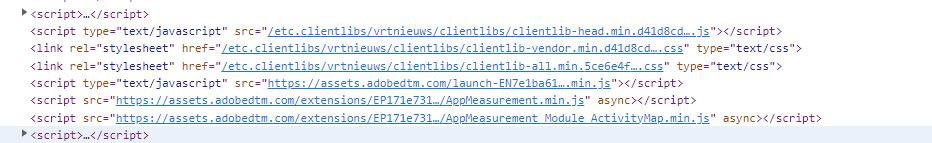 <script>…</script>
<script type="text/javascript" src="/etc.clientlibs/vrtnieuws/clientlibs/clientlib-head.min.d41d8cd….js"></script>
<link rel="stylesheet" href="/etc.clientlibs/vrtnieuws/clientlibs/clientlib-vendor.min.d41d8cd….css" type="text/css">
<link rel="stylesheet" href="/etc.clientlibs/vrtnieuws/clientlibs/clientlib-all.min.5ce6e4f….css" type="text/css">
<script type="text/javascript" src="https://assets.adobedtm.com/launch-EN7e1ba61….min.js"></script>
<script src="https://assets.adobedtm.com/extensions/EP171e731…/AppMeasurement.min.js" async></script>
<script src="https://assets.adobedtm.com/extensions/EP171e731…/AppMeasurement_Module_ActivityMap.min.js" async></script>
<script>…</script>